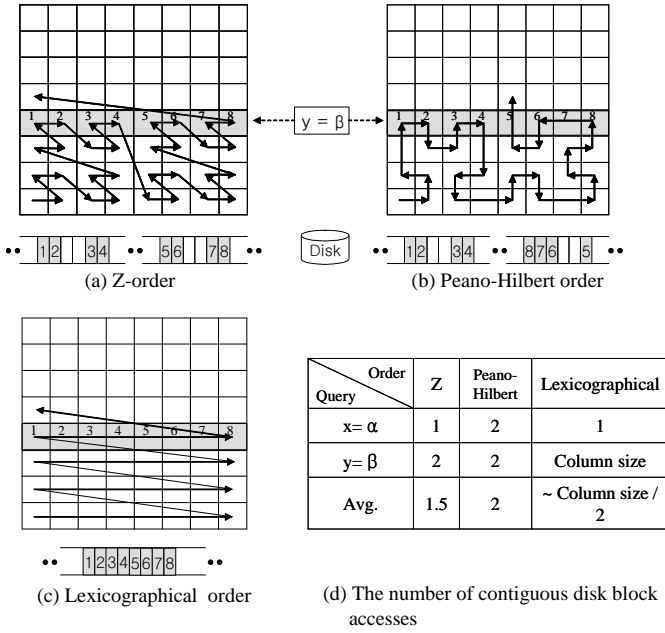 1 2 3 4 5 6 7 8
y = β
1 2 3 4 5 6 7 8
•• 12 34 •• 56 78 ••
Disk
•• 12 34 •• 876 5 ••
(a) Z-order
(b) Peano-Hilbert order
1 2 3 4 5 6 7 8
•• 12345678 ••
(c) Lexicographical order
Order
Query
Z
Peano-
Hilbert
Lexicographical
x= α 1 2 1
y= β 2 2 Column size
Avg. 1.5 2 ~ Column size /
2
(d) The number of contiguous disk block
accesses